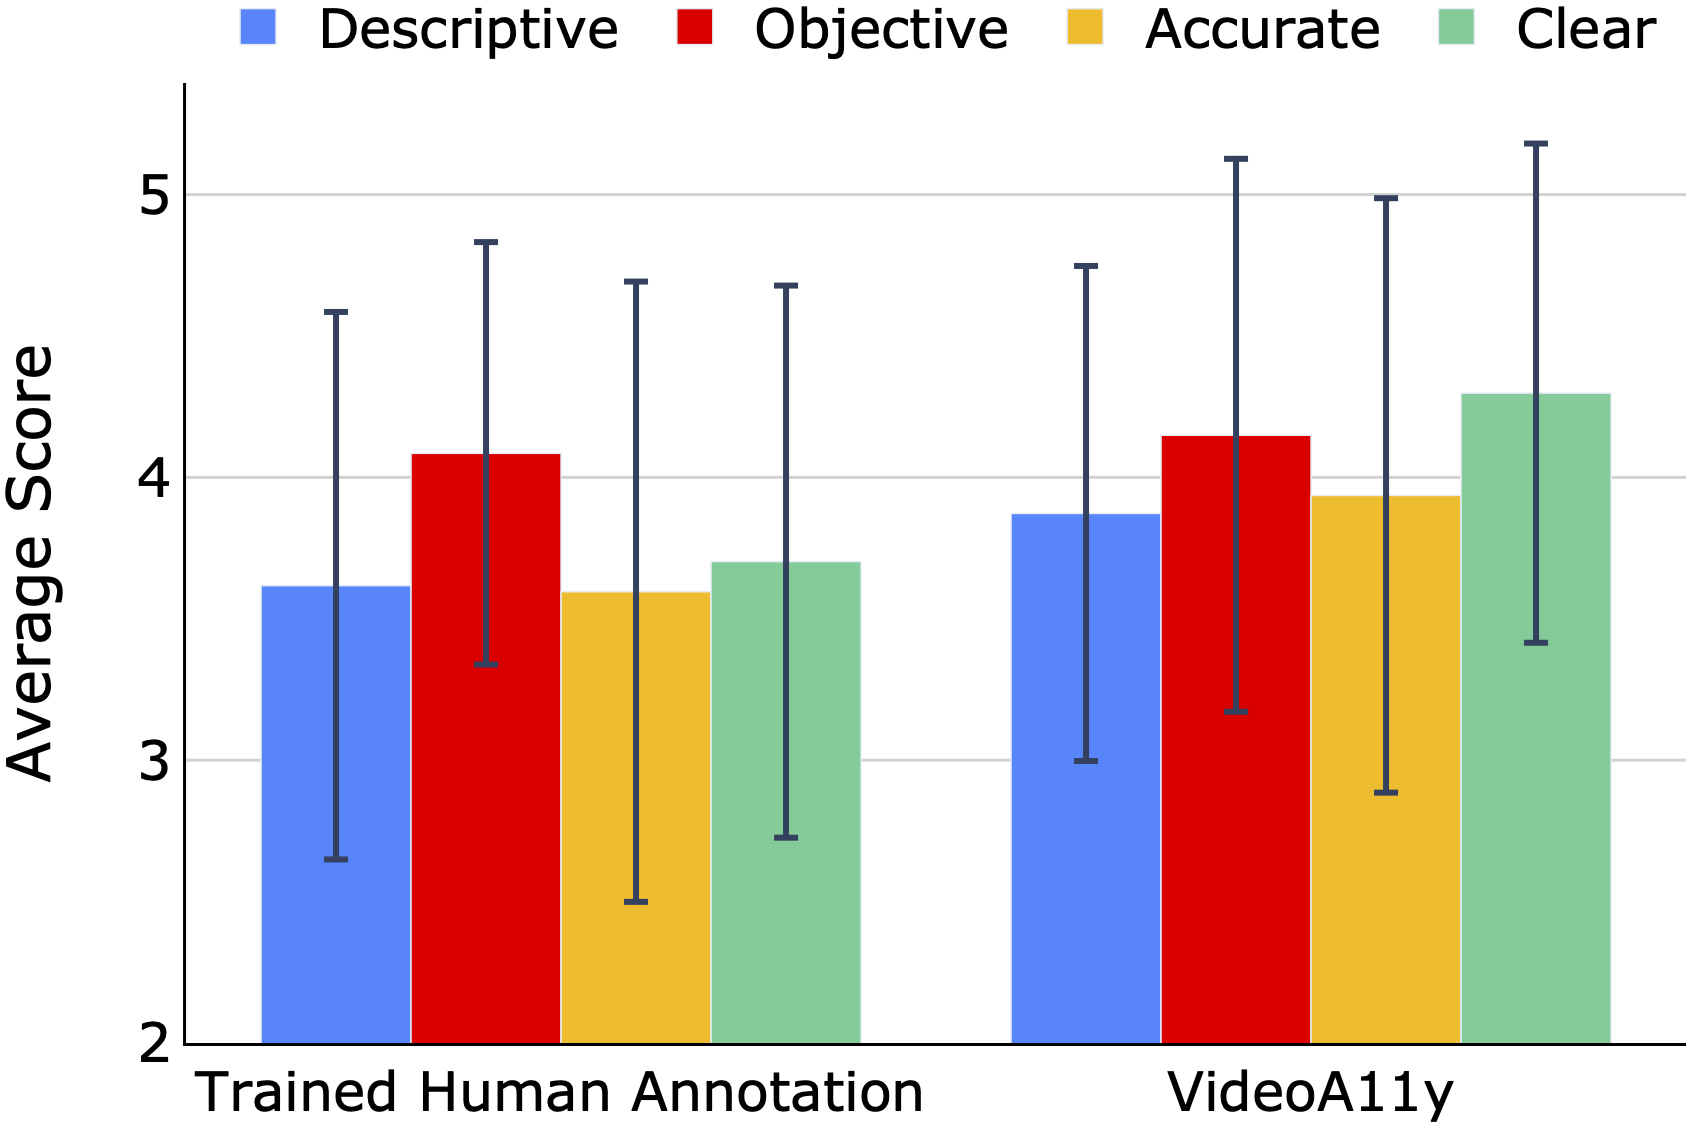 Descriptive Objective Accurate Clear
Average Score
5
4
3
2
Trained Human Annotation VideoA11y